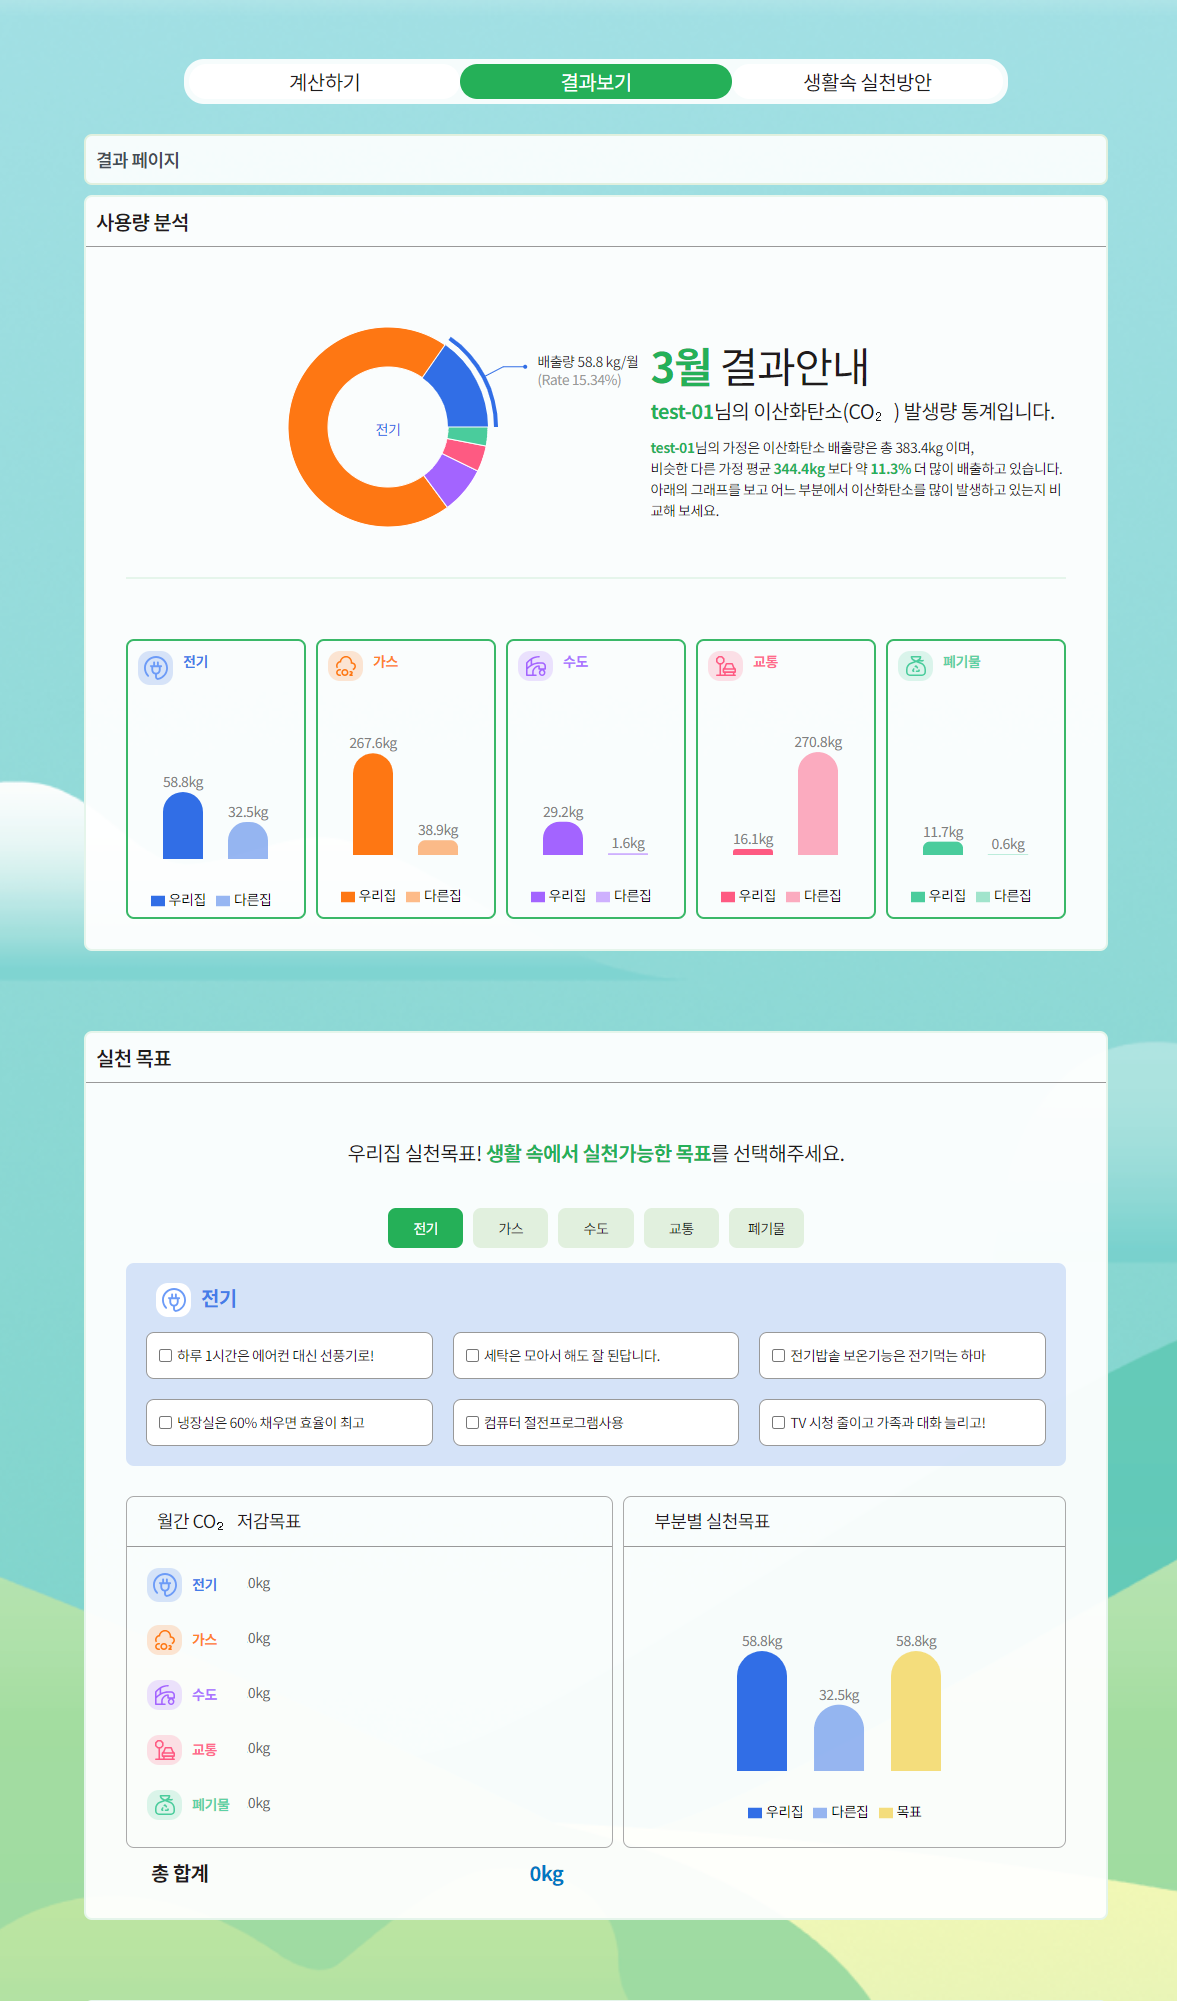 계산하기
결과보기
생활속 실천방안
결과 페이지
사용량 분석
전기
배출량 58.8 kg/월
(Rate 15.34%)
3월 결과안내
test-01님의 이산화탄소(CO₂ ) 발생량 통계입니다.
test-01님의 가정은 이산화탄소 배출량은 총 383.4kg 이며,
비슷한 다른 가정 평균 344.4kg 보다 약 11.3% 더 많이 배출하고 있습니다.
아래의 그래프를 보고 어느 부분에서 이산화탄소를 많이 발생하고 있는지 비
교해 보세요.
전기
58.8kg
32.5kg
우리집 다른집
CO₂
가스
267.6kg
38.9kg
우리집 다른집
수도
29.2kg
1.6kg
우리집 다른집
교통
16.1kg
270.8kg
우리집 다른집
폐기물
11.7kg
0.6kg
우리집 다른집
실천 목표
우리집 실천목표! 생활 속에서 실천가능한 목표를 선택해주세요.
전기
가스
수도
교통
폐기물
전기
하루 1시간은 에어컨 대신 선풍기로!
세탁은 모아서 해도 잘 된답니다.
전기밥솥 보온기능은 전기먹는 하마
냉장실은 60% 채우면 효율이 최고
컴퓨터 절전프로그램사용
TV 시청 줄이고 가족과 대화 늘리고!
월간 CO₂ 저감목표
전기 0kg
CO₂ 가스 0kg
수도 0kg
교통 0kg
폐기물 0kg
부분별 실천목표
58.8kg
32.5kg
58.8kg
우리집 다른집 목표
총 합계 0kg